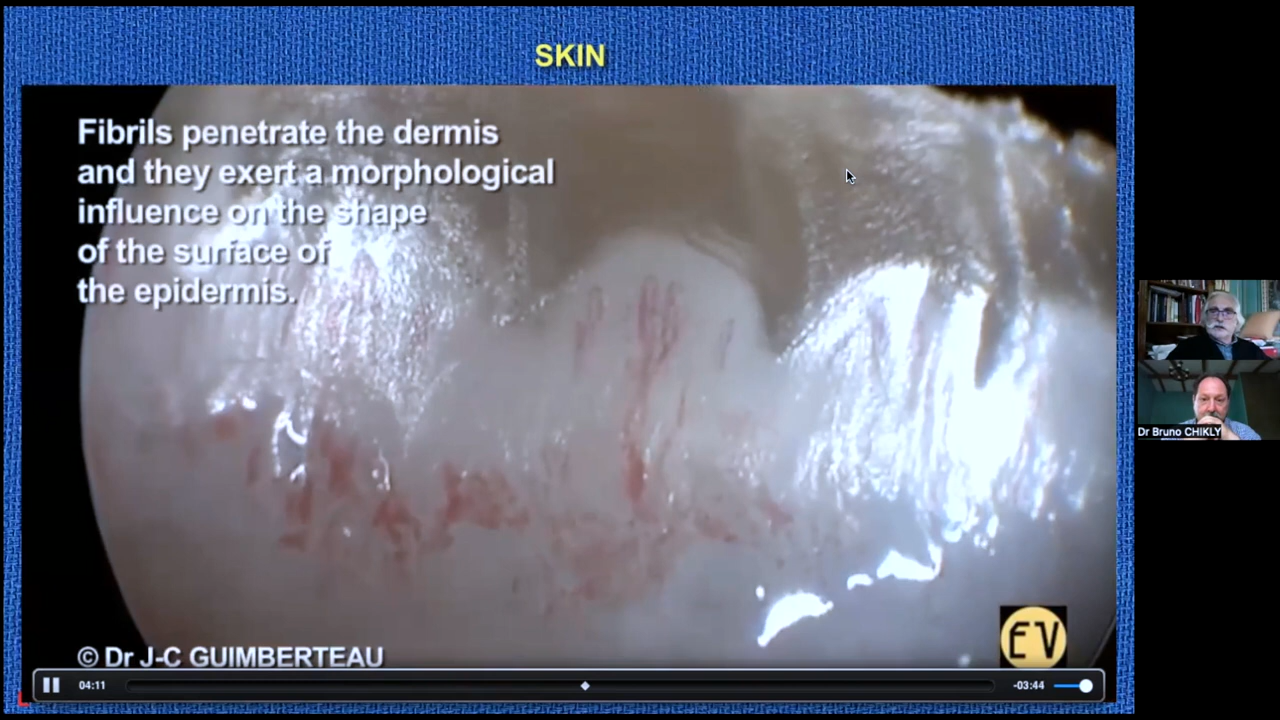 SKIN
Fibrils penetrate the dermis
and they exert a morphological
influence on the shape
of the surface of
the epidermis.
Dr Bruno CHIKLY
EV
© Dr J-C GUIMBERTEAU
04:11
-03:44